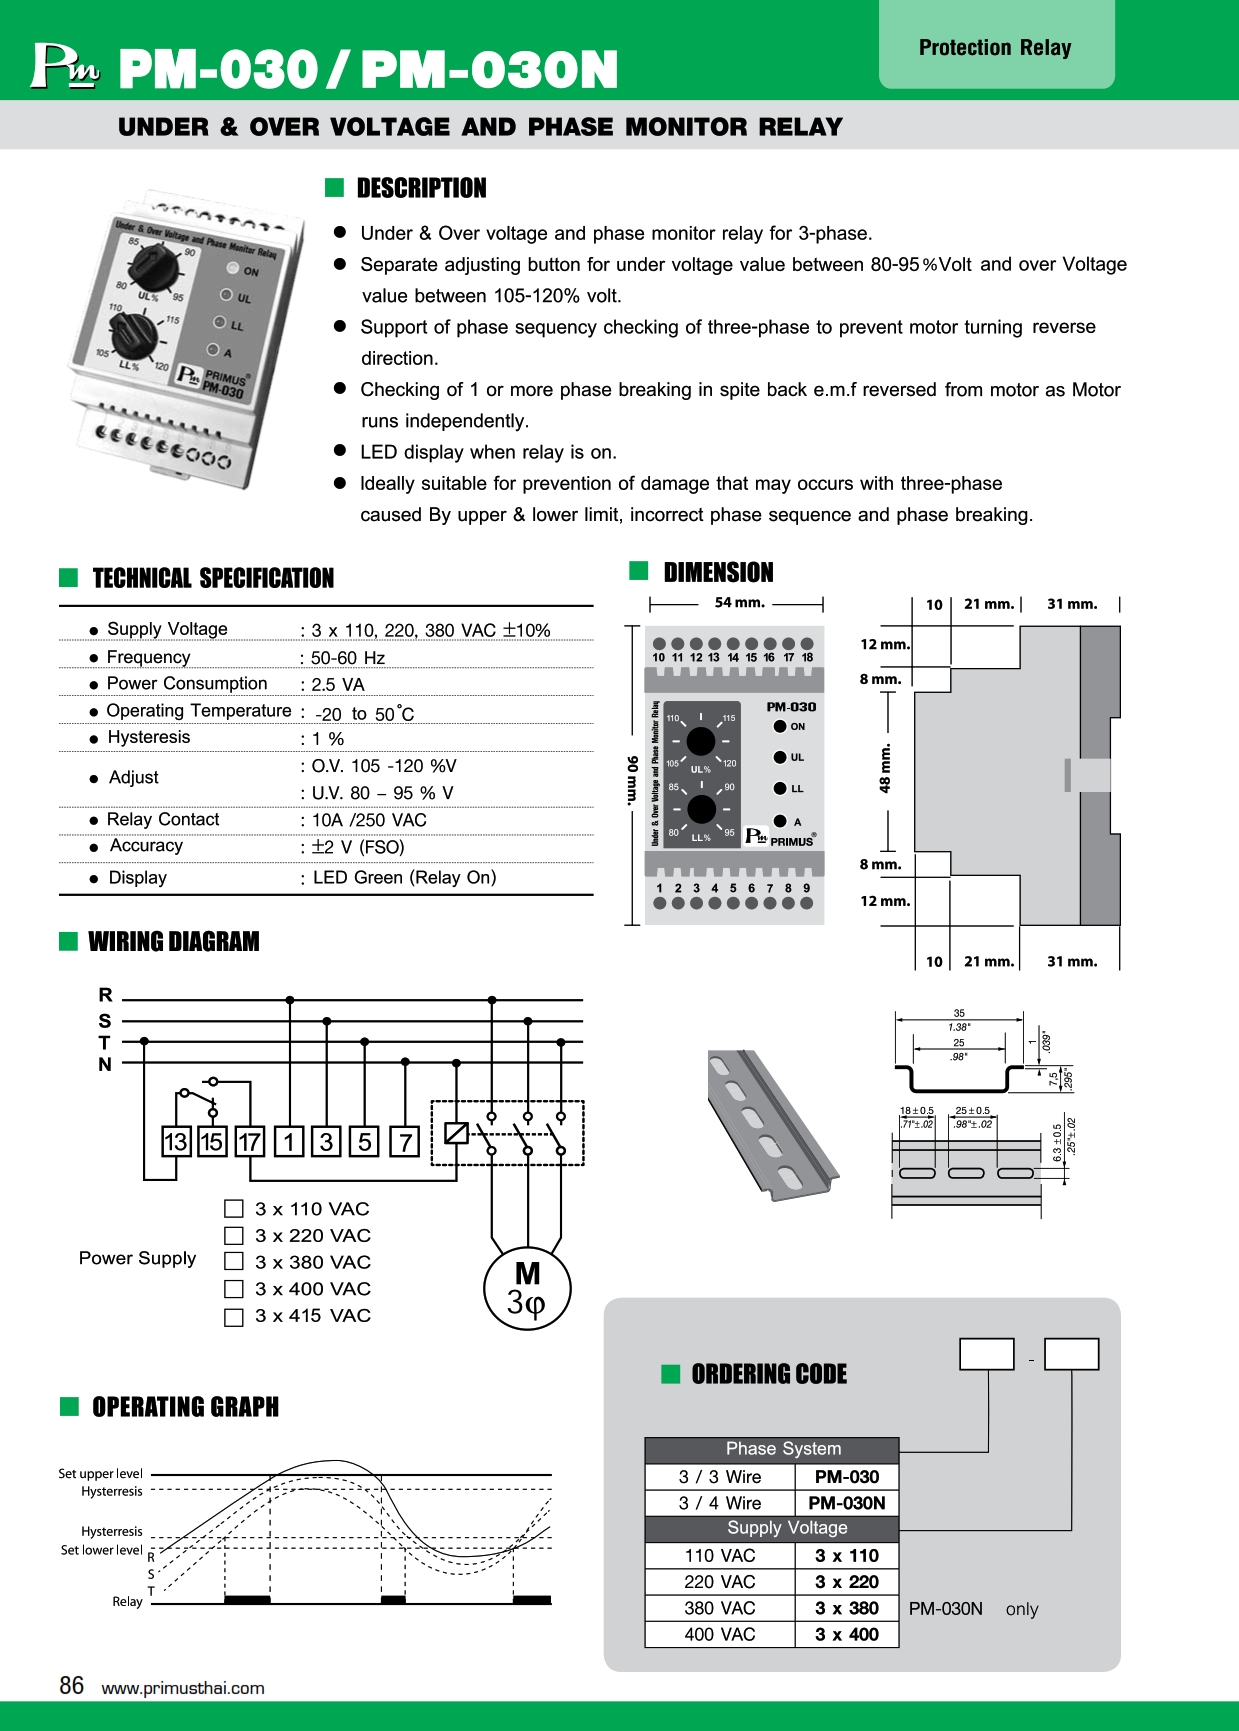 Pm PM-030 / PM-030N
Protection Relay
UNDER & OVER VOLTAGE AND PHASE MONITOR RELAY
DESCRIPTION
● Under & Over voltage and phase monitor relay for 3-phase.
● Separate adjusting button for under voltage value between 80-95%Volt and over Voltage
value between 105-120% volt.
● Support of phase sequency checking of three-phase to prevent motor turning reverse
direction.
● Checking of 1 or more phase breaking in spite back e.m.f reversed from motor as Motor
runs independently.
● LED display when relay is on.
● Ideally suitable for prevention of damage that may occurs with three-phase
caused By upper & lower limit, incorrect phase sequence and phase breaking.
Under & Over Voltage and Phase Monitor Relay
85 90
80 UL% 95
110 115
105 LL% 120
ON
UL
LL
A
Pm PRIMUS®
PM-030
TECHNICAL SPECIFICATION
● Supply Voltage : 3 x 110, 220, 380 VAC ±10%
● Frequency : 50-60 Hz
● Power Consumption : 2.5 VA
● Operating Temperature : -20 to 50°C
● Hysteresis : 1 %
● Adjust : O.V. 105 -120 %V
: U.V. 80 – 95 % V
● Relay Contact : 10A /250 VAC
● Accuracy : ±2 V (FSO)
● Display : LED Green (Relay On)
DIMENSION
54 mm.
90 mm.
10 11 12 13 14 15 16 17 18
Under & Over Voltage and Phase Monitor Relay
PM-030
110 I 115
105 UL% 120
85 I 90
80 LL% 95
ON
UL
LL
A
Pm PRIMUS®
1 2 3 4 5 6 7 8 9
10 21 mm. 31 mm.
12 mm.
8 mm.
48 mm.
8 mm.
12 mm.
10 21 mm. 31 mm.
35
1.38"
25
.98"
1
.039"
7,5
.295"
18±0.5
.71"±.02
25±0.5
.98"±.02
6.3±0.5
.25"±.02
WIRING DIAGRAM
R
S
T
N
13 15 17 1 3 5 7
Power Supply
3 x 110 VAC
3 x 220 VAC
3 x 380 VAC
3 x 400 VAC
3 x 415 VAC
M
3φ
OPERATING GRAPH
Set upper level
Hysterresis
Hysterresis
Set lower level
R
S
T
Relay
ORDERING CODE
-
Phase System
3 / 3 Wire PM-030
3 / 4 Wire PM-030N
Supply Voltage
110 VAC 3 x 110
220 VAC 3 x 220
380 VAC 3 x 380 PM-030N only
400 VAC 3 x 400
86 www.primusthai.com